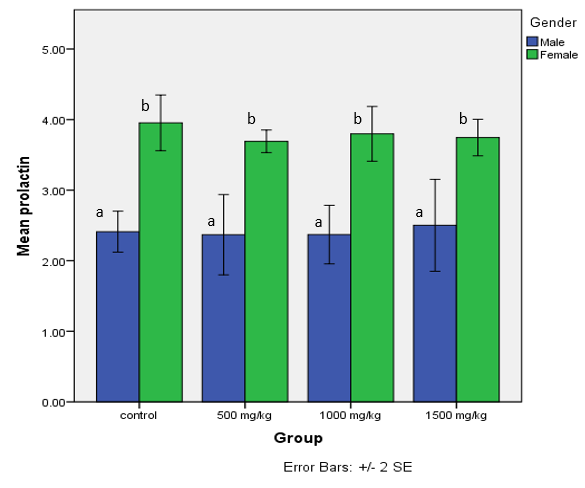 Gender
Male
Female
5.00
4.00
3.00
2.00
1.00
0.00
Mean prolactin
b
b
b
b
a
a
a
a
control
500 mg/kg
1000 mg/kg
1500 mg/kg
Group
Error Bars: +/- 2 SE